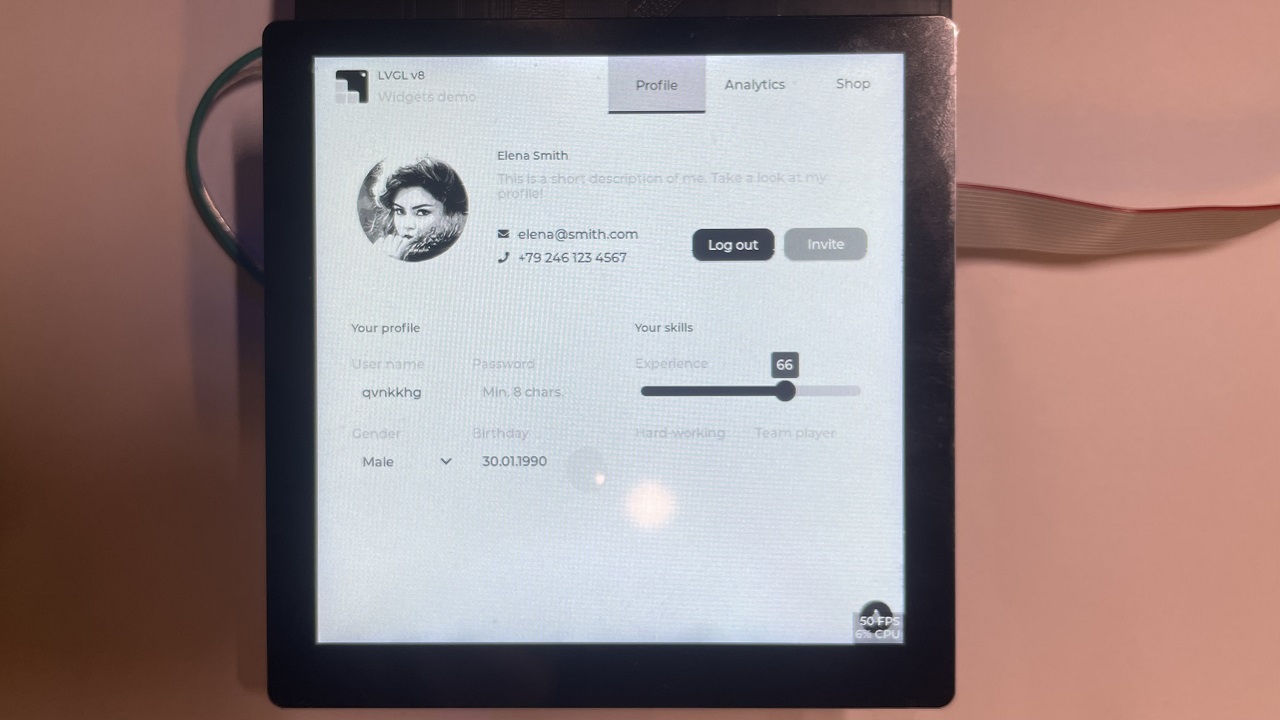 LVGL v8
Widgets demo
Profile
Analytics
Shop
Elena Smith
This is a short description of me. Take a look at my
profile!
elena@smith.com
+79 246 123 4567
Log out
Invite
Your profile
Your skills
User name
Password
Experience
66
qvnkkhg
Min. 8 chars.
Gender
Birthday
Hard-working
Team player
Male
30.01.1990
50 FPS
6% CPU